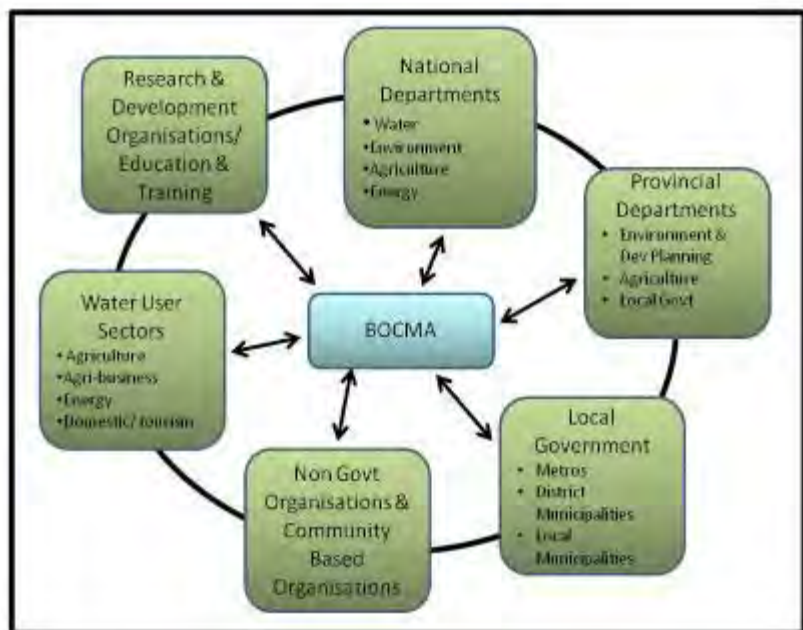 Research &
Development
Organisations/
Education &
Training
National
Departments
• Water
•Environment
•Agriculture
•Energy
Provincial
Departments
• Environment &
Dev Planning
• Agriculture
• Local Govt
Water User
Sectors
•Agriculture
•Agri-business
•Energy
•Domestic/ tourism
BOCMA
Local
Government
• Metros
• District
Municipalities
• Local
Municipalities
Non Govt
Organisations &
Community
Based
Organisations